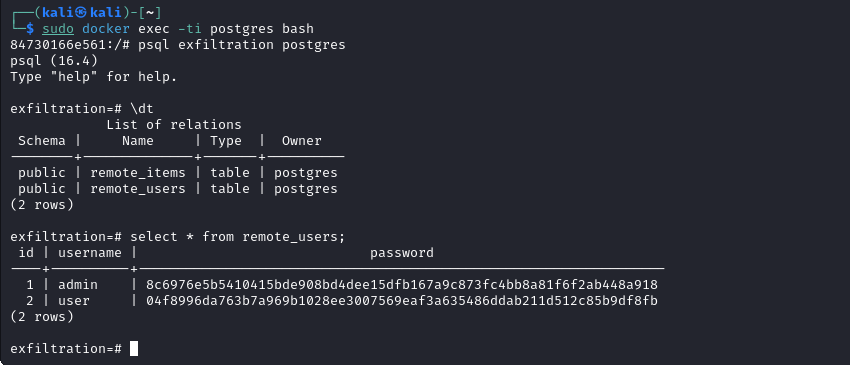 ┌──(kali㉿kali)-[~]
└─$ sudo docker exec -ti postgres bash
84730166e561:/# psql exfiltration postgres
psql (16.4)
Type "help" for help.

exfiltration=# \dt
            List of relations
 Schema |     Name     | Type  |  Owner
--------+--------------+-------+----------
 public | remote_items | table | postgres
 public | remote_users | table | postgres
(2 rows)

exfiltration=# select * from remote_users;
 id | username |                             password
----+----------+------------------------------------------------------------------
  1 | admin    | 8c6976e5b5410415bde908bd4dee15dfb167a9c873fc4bb8a81f6f2ab448a918
  2 | user     | 04f8996da763b7a969b1028ee3007569eaf3a635486ddab211d512c85b9df8fb
(2 rows)

exfiltration=#